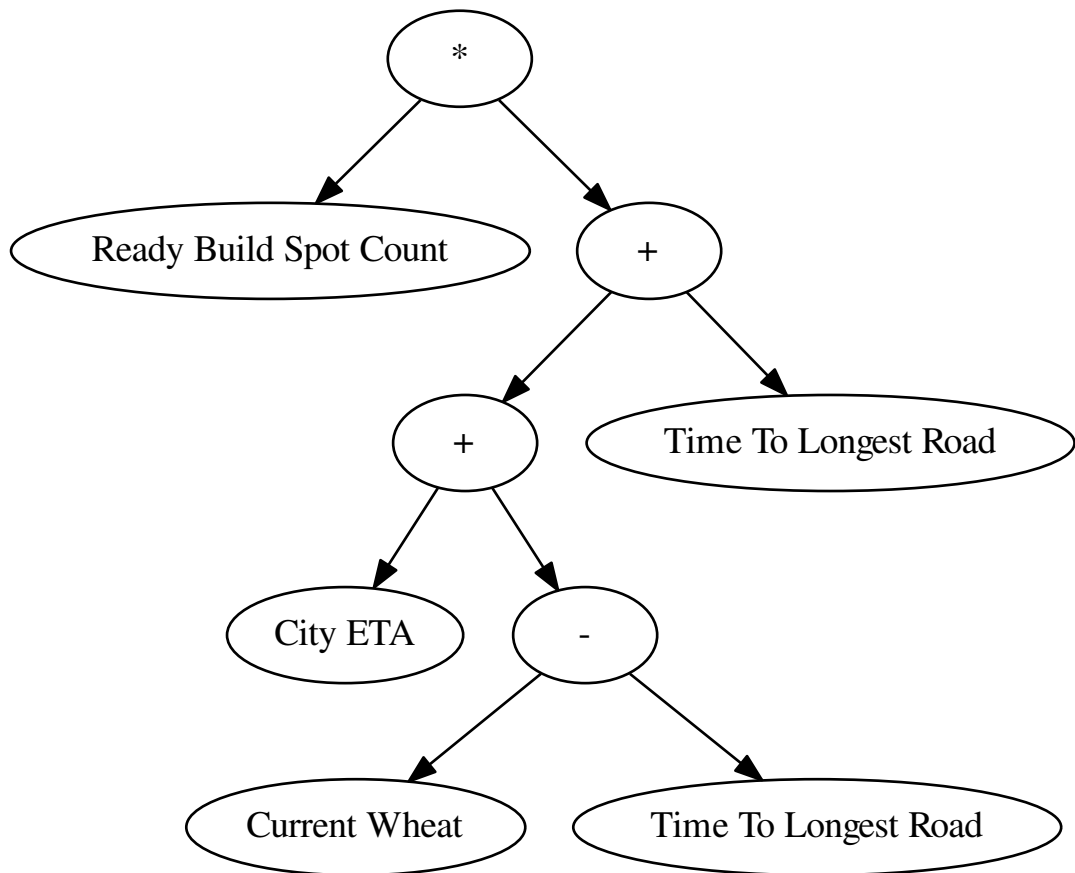 *
Ready Build Spot Count
+
+
Time To Longest Road
City ETA
-
Current Wheat
Time To Longest Road